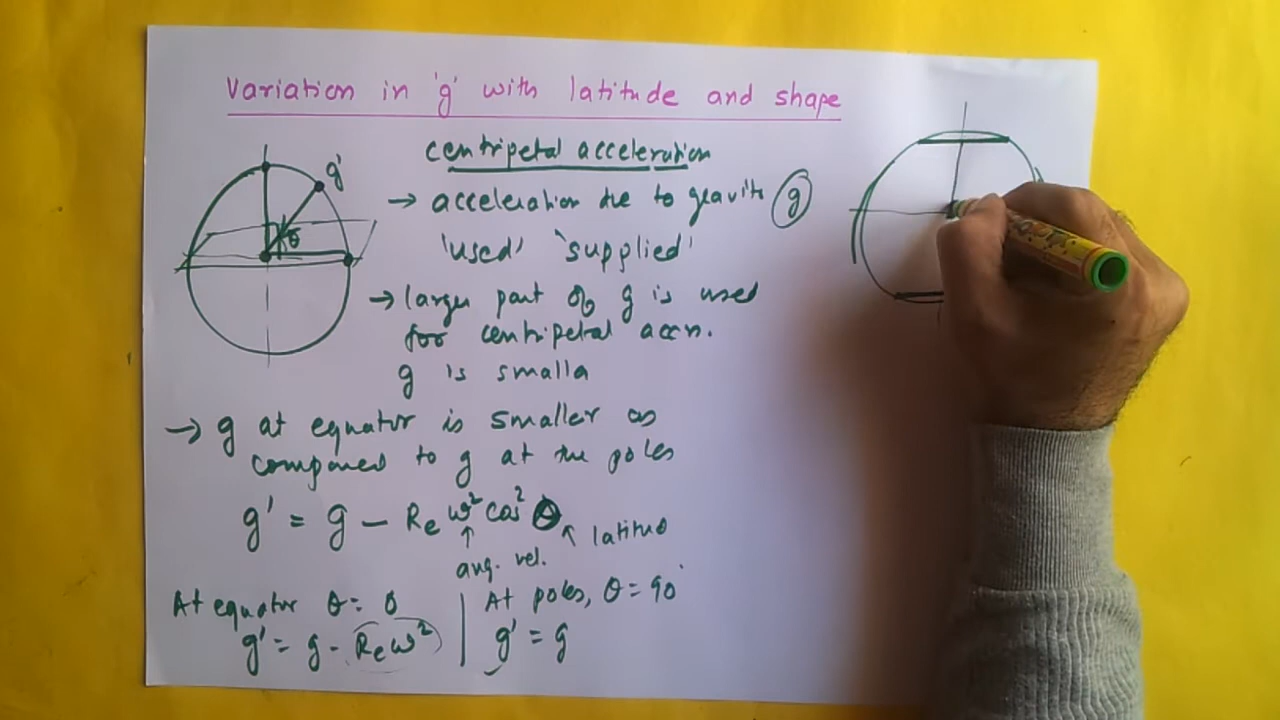 Variation in 'g' with latitude and shape
centripetal acceleration
g'
θ
→ acceleration due to gravity g
'used' 'supplied'
→ larger part of g is used
for centripetal accn.
g is smalla
→ g at equator is smaller as
compared to g at the poles
g' = g - Re ω² cos² θ
↑ ang. vel.
↖ latitude
At equator θ = 0
g' = g - Reω²
At poles, θ = 90°
g' = g